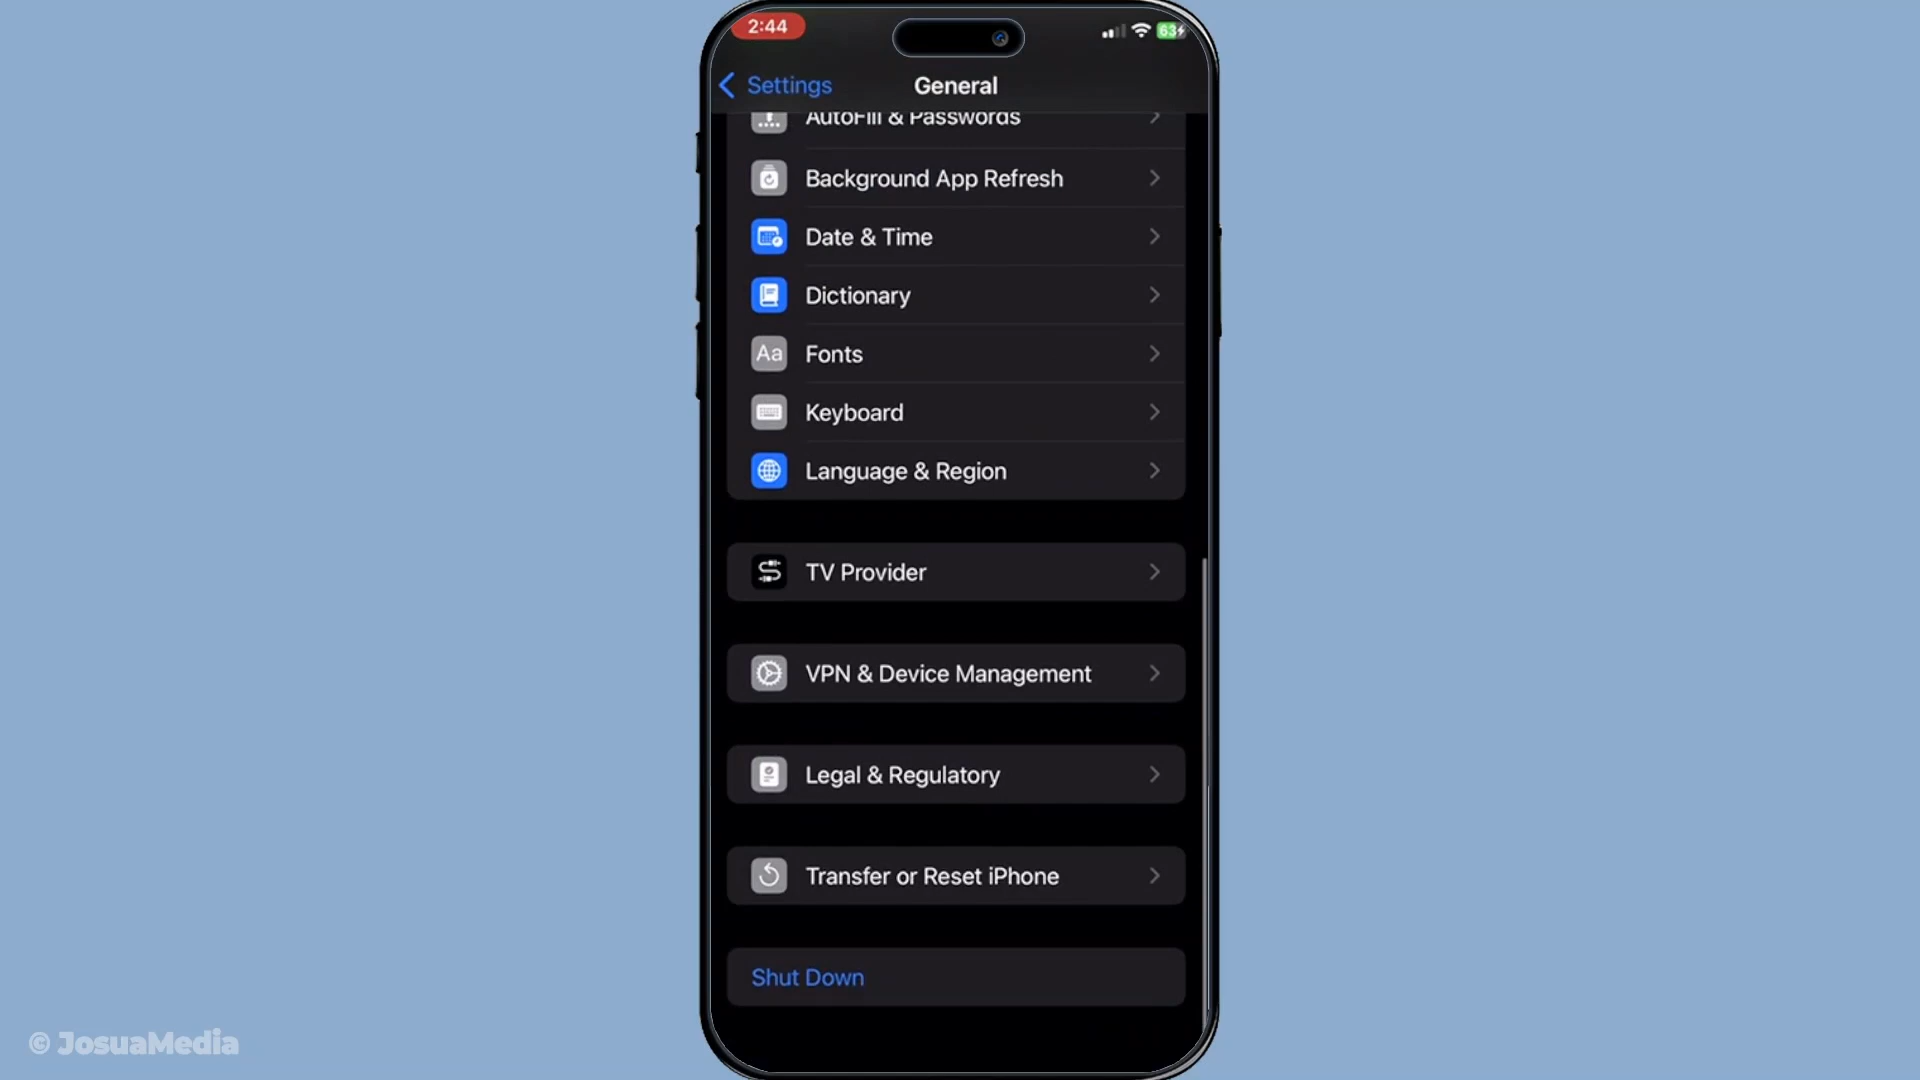 2:44
63
Settings
General
AutoFill & Passwords
Background App Refresh
Date & Time
Dictionary
Aa
Fonts
Keyboard
Language & Region
TV Provider
VPN & Device Management
Legal & Regulatory
Transfer or Reset iPhone
Shut Down
© JosuaMedia